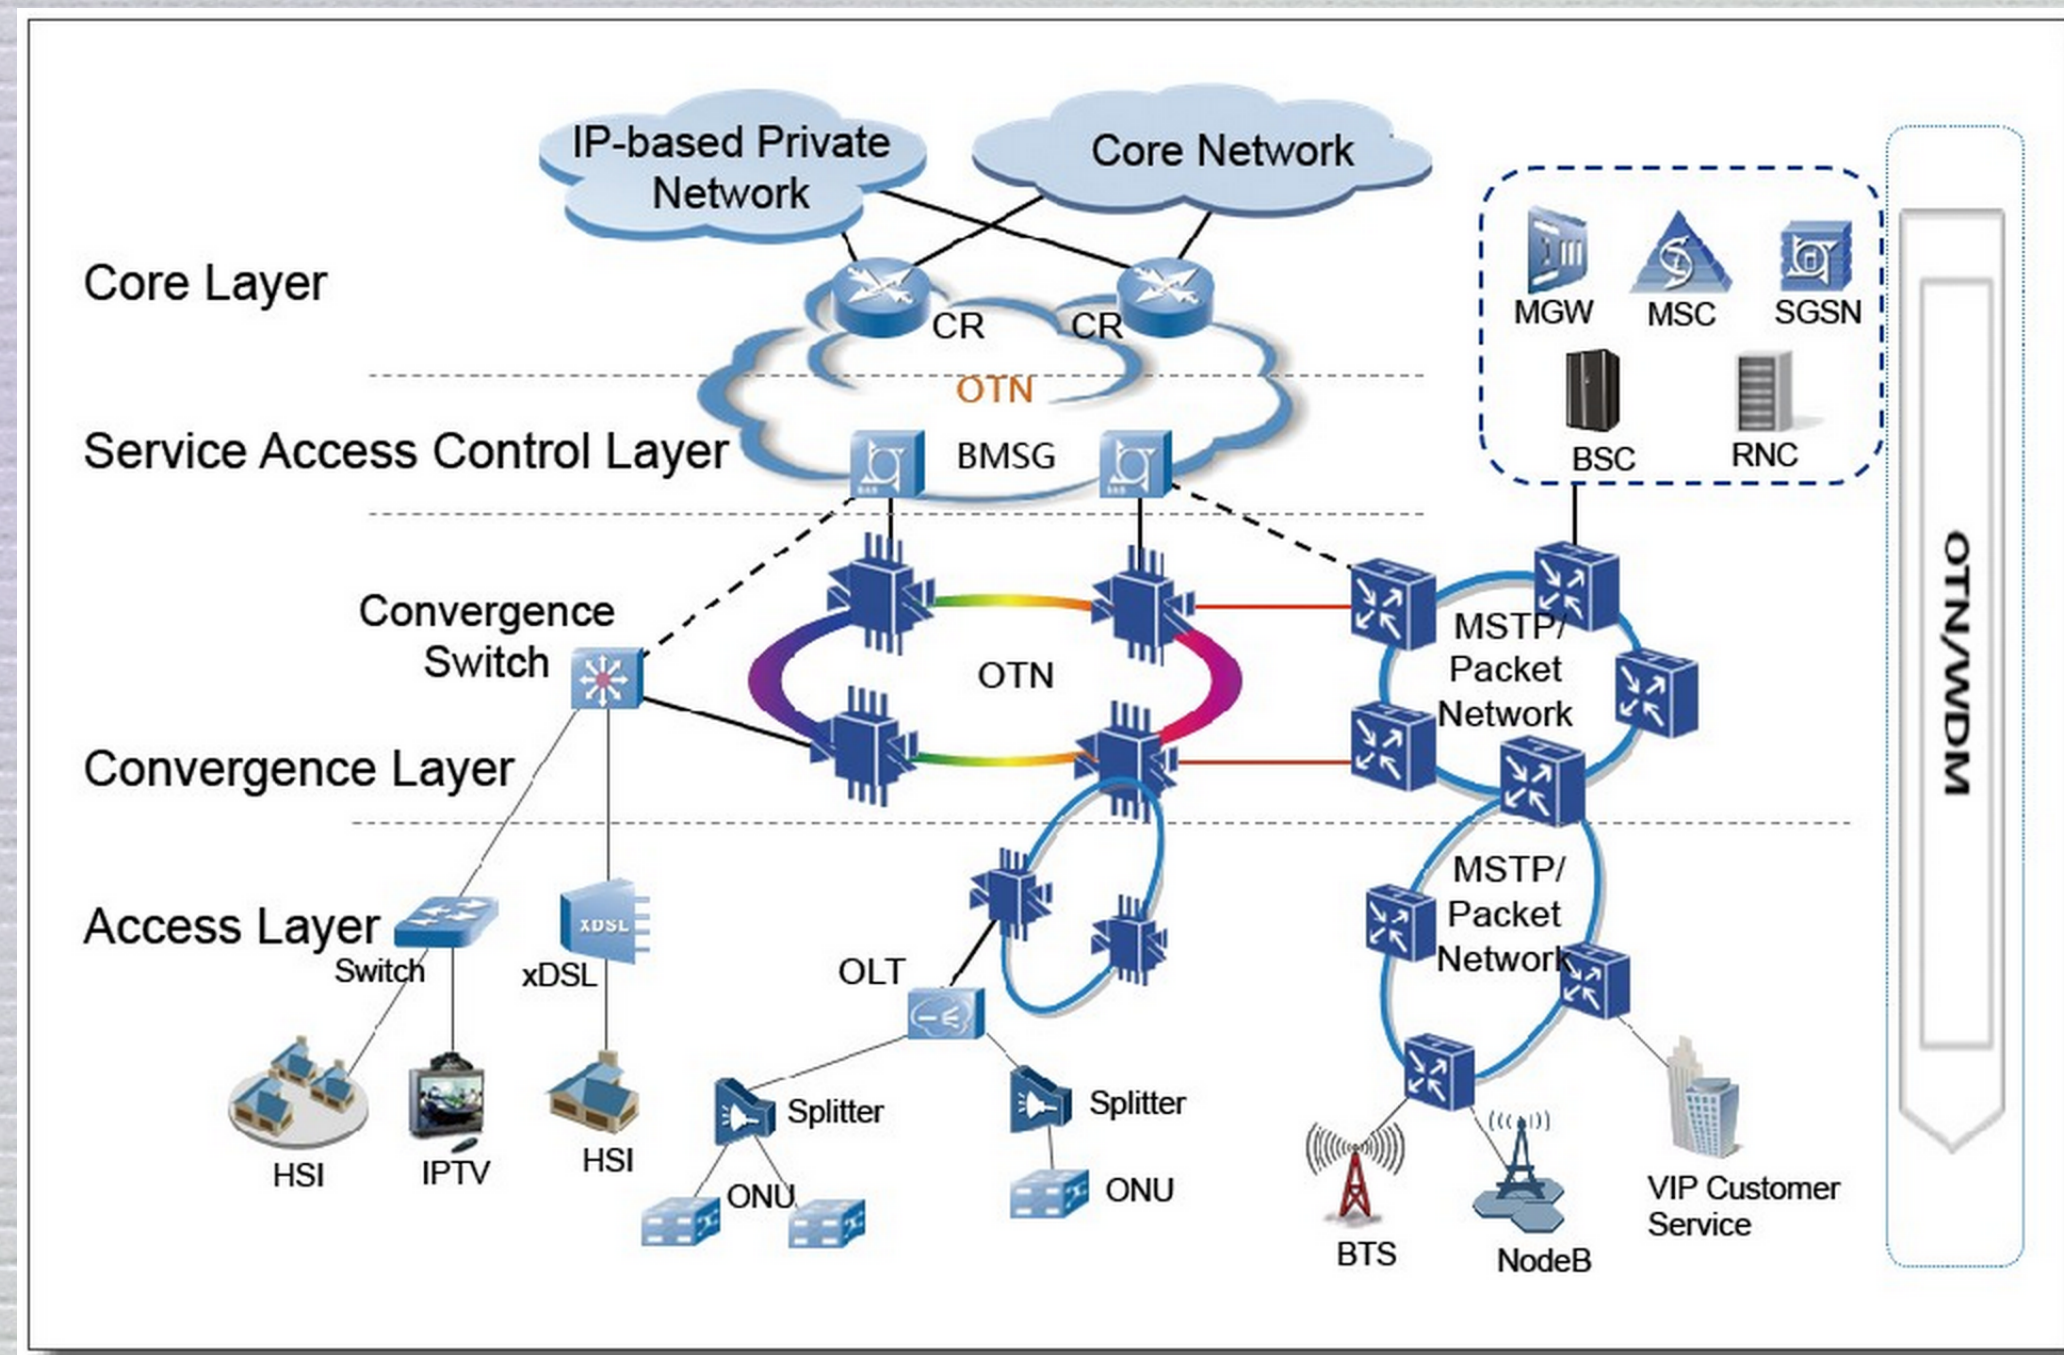 IP-based Private
Network
Core Network
Core Layer
CR
CR
MGW
MSC
SGSN
OTN
BSC
RNC
Service Access Control Layer
BMSG
Convergence
Switch
OTN
MSTP/
Packet
Network
OTN/WDM
Convergence Layer
MSTP/
Packet
Network
Access Layer
Switch
XDSL
xDSL
OLT
HSI
IPTV
HSI
Splitter
Splitter
ONU
ONU
BTS
NodeB
VIP Customer
Service